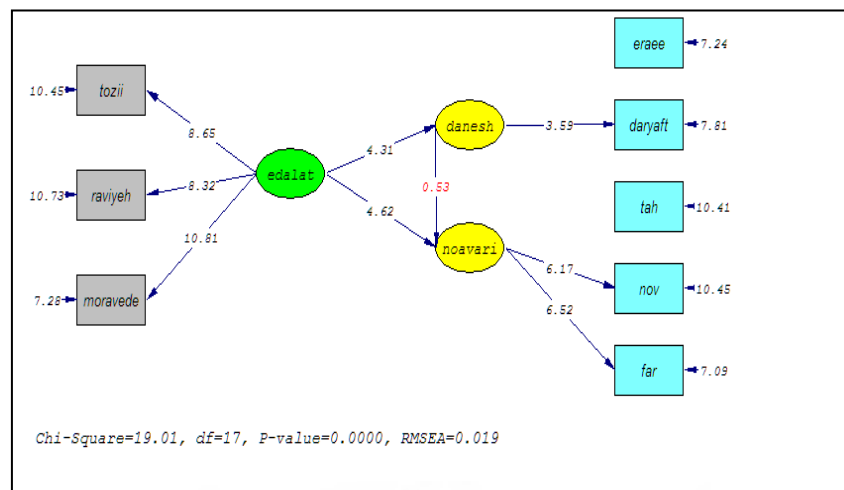 eraee
7.24
10.45
tozii
8.65
danesh
3.59
daryaft
7.81
4.31
10.73
raviyeh
8.32
edalat
0.53
tah
10.41
4.62
10.81
noavari
6.17
7.28
moravede
nov
10.45
6.52
far
7.09
Chi-Square=19.01, df=17, P-value=0.0000, RMSEA=0.019